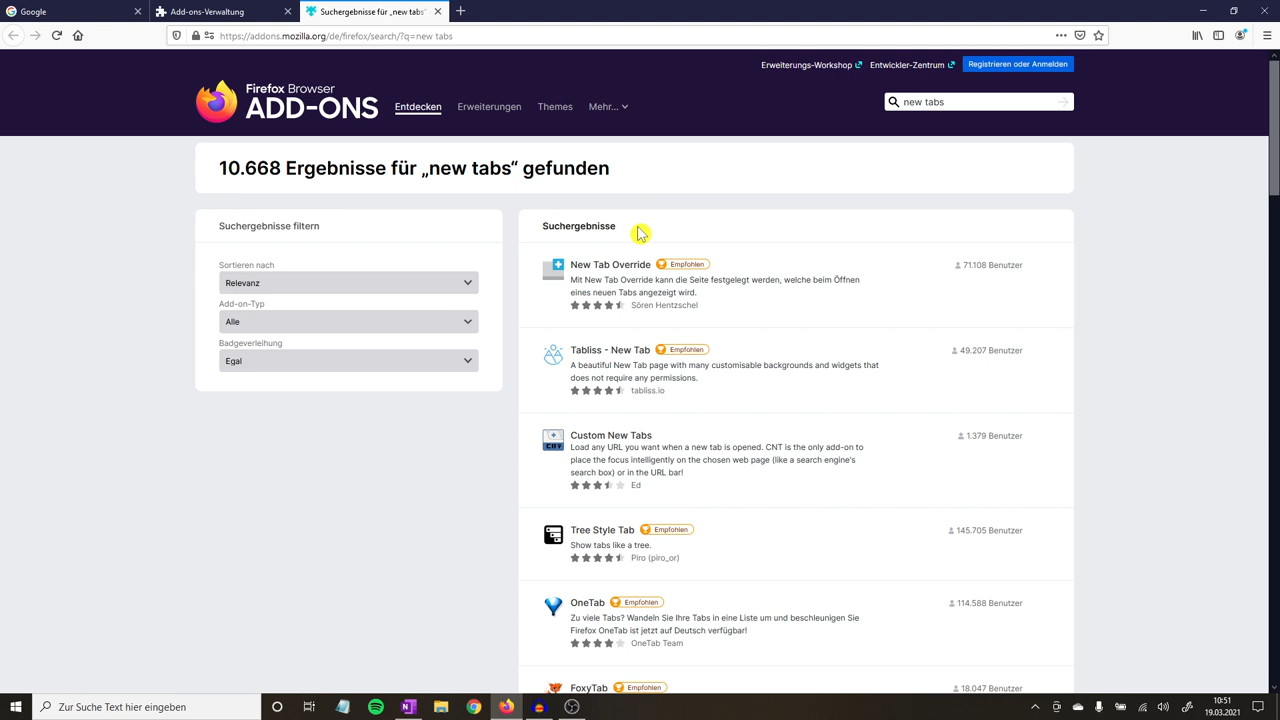 Google
Add-ons-Verwaltung
Suchergebnisse für „new tabs“
https://addons.mozilla.org/de/firefox/search/?q=new tabs
Erweiterungs-Workshop
Entwickler-Zentrum
Registrieren oder Anmelden
Firefox Browser
ADD-ONS
Entdecken
Erweiterungen
Themes
Mehr...
new tabs
10.668 Ergebnisse für „new tabs“ gefunden
Suchergebnisse filtern
Sortieren nach
Relevanz
Add-on-Typ
Alle
Badgeverleihung
Egal
Suchergebnisse
New Tab Override Empfohlen
71.108 Benutzer
Mit New Tab Override kann die Seite festgelegt werden, welche beim Öffnen
eines neuen Tabs angezeigt wird.
Sören Hentzschel
Tabliss - New Tab Empfohlen
49.207 Benutzer
A beautiful New Tab page with many customisable backgrounds and widgets that
does not require any permissions.
tabliss.io
Custom New Tabs
1.379 Benutzer
Load any URL you want when a new tab is opened. CNT is the only add-on to
place the focus intelligently on the chosen web page (like a search engine's
search box) or in the URL bar!
Ed
Tree Style Tab Empfohlen
145.705 Benutzer
Show tabs like a tree.
Piro (piro_or)
OneTab Empfohlen
114.588 Benutzer
Zu viele Tabs? Wandeln Sie Ihre Tabs in eine Liste um und beschleunigen Sie
Firefox OneTab ist jetzt auf Deutsch verfügbar!
OneTab Team
FoxyTab Empfohlen
18.047 Benutzer
Zur Suche Text hier eingeben
10:51
19.03.2021